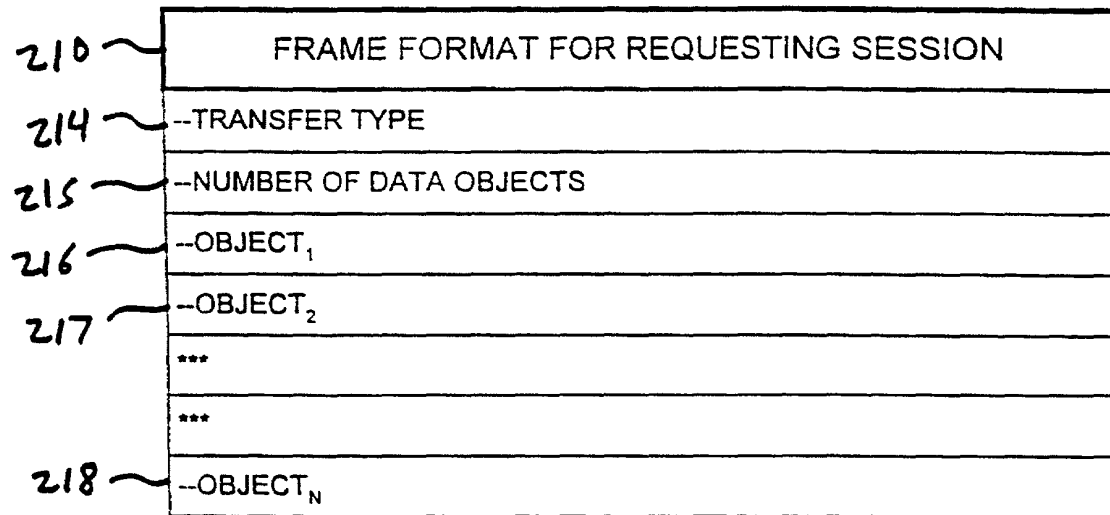 210 FRAME FORMAT FOR REQUESTING SESSION
214 --TRANSFER TYPE
215 --NUMBER OF DATA OBJECTS
216 --OBJECT₁
217 --OBJECT₂
***
***
218 --OBJECT_N